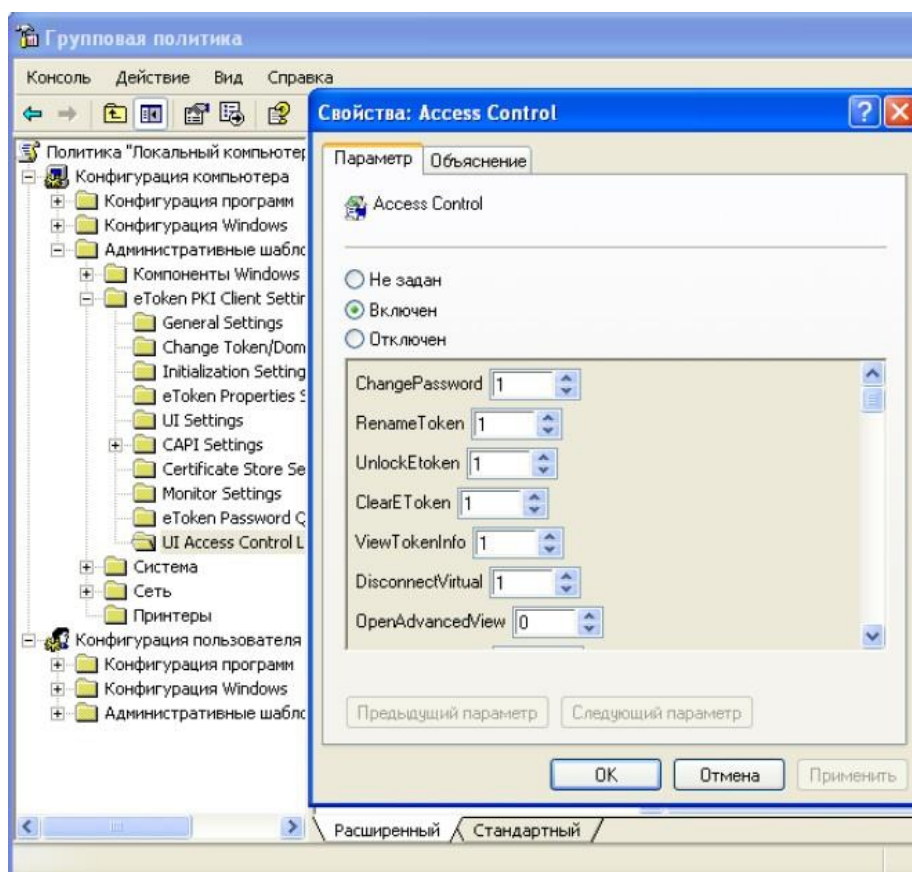 Групповая политика
Консоль Действие Вид Справка
Политика "Локальный компьютер
Конфигурация компьютера
Конфигурация программ
Конфигурация Windows
Административные шабло
Компоненты Windows
eToken PKI Client Settin
General Settings
Change Token/Dom
Initialization Setting
eToken Properties S
UI Settings
CAPI Settings
Certificate Store Se
Monitor Settings
eToken Password Q
UI Access Control L
Система
Сеть
Принтеры
Конфигурация пользователя
Конфигурация программ
Конфигурация Windows
Административные шабло
Свойства: Access Control
Параметр Объяснение
Access Control
Не задан
Включен
Отключен
ChangePassword 1
RenameToken 1
UnlockEtoken 1
ClearEToken 1
ViewTokenInfo 1
DisconnectVirtual 1
OpenAdvancedView 0
Предыдущий параметр Следующий параметр
OK Отмена Применить
Расширенный Стандартный